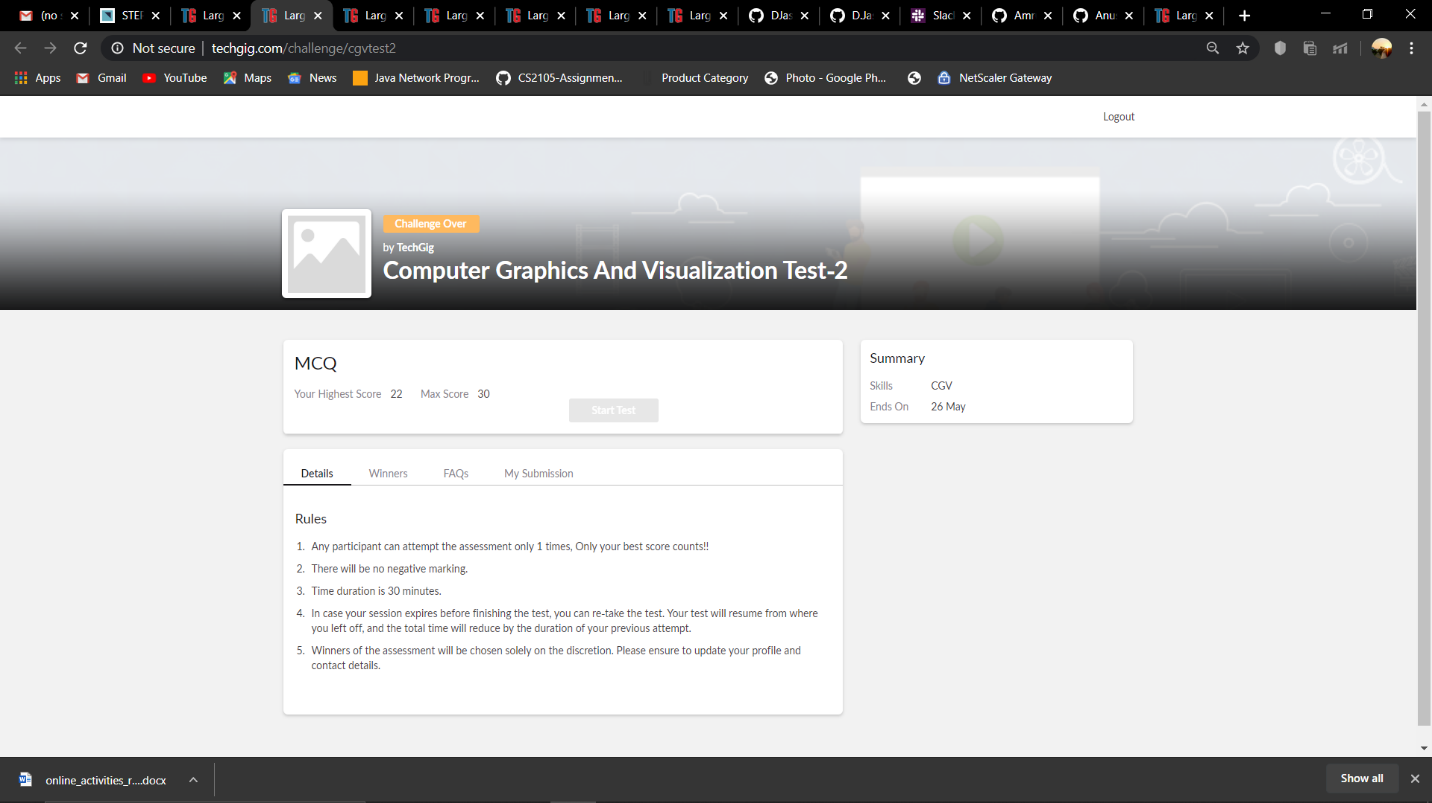 (no s
STEF
Larg
Larg
Larg
Larg
Larg
Larg
Larg
DJas
DJa
Slac
Amr
Anu
Larg
Not secure
techgig.com/challenge/cgvtest2
Apps
Gmail
YouTube
Maps
News
Java Network Progr...
CS2105-Assignmen...
Product Category
Photo - Google Ph...
NetScaler Gateway
Logout
Challenge Over
by TechGig
Computer Graphics And Visualization Test-2
MCQ
Your Highest Score 22 Max Score 30
Start Test
Summary
Skills CGV
Ends On 26 May
Details Winners FAQs My Submission
Rules
1. Any participant can attempt the assessment only 1 times, Only your best score counts!!
2. There will be no negative marking.
3. Time duration is 30 minutes.
4. In case your session expires before finishing the test, you can re-take the test. Your test will resume from where
you left off, and the total time will reduce by the duration of your previous attempt.
5. Winners of the assessment will be chosen solely on the discretion. Please ensure to update your profile and
contact details.
online_activities_r....docx
Show all